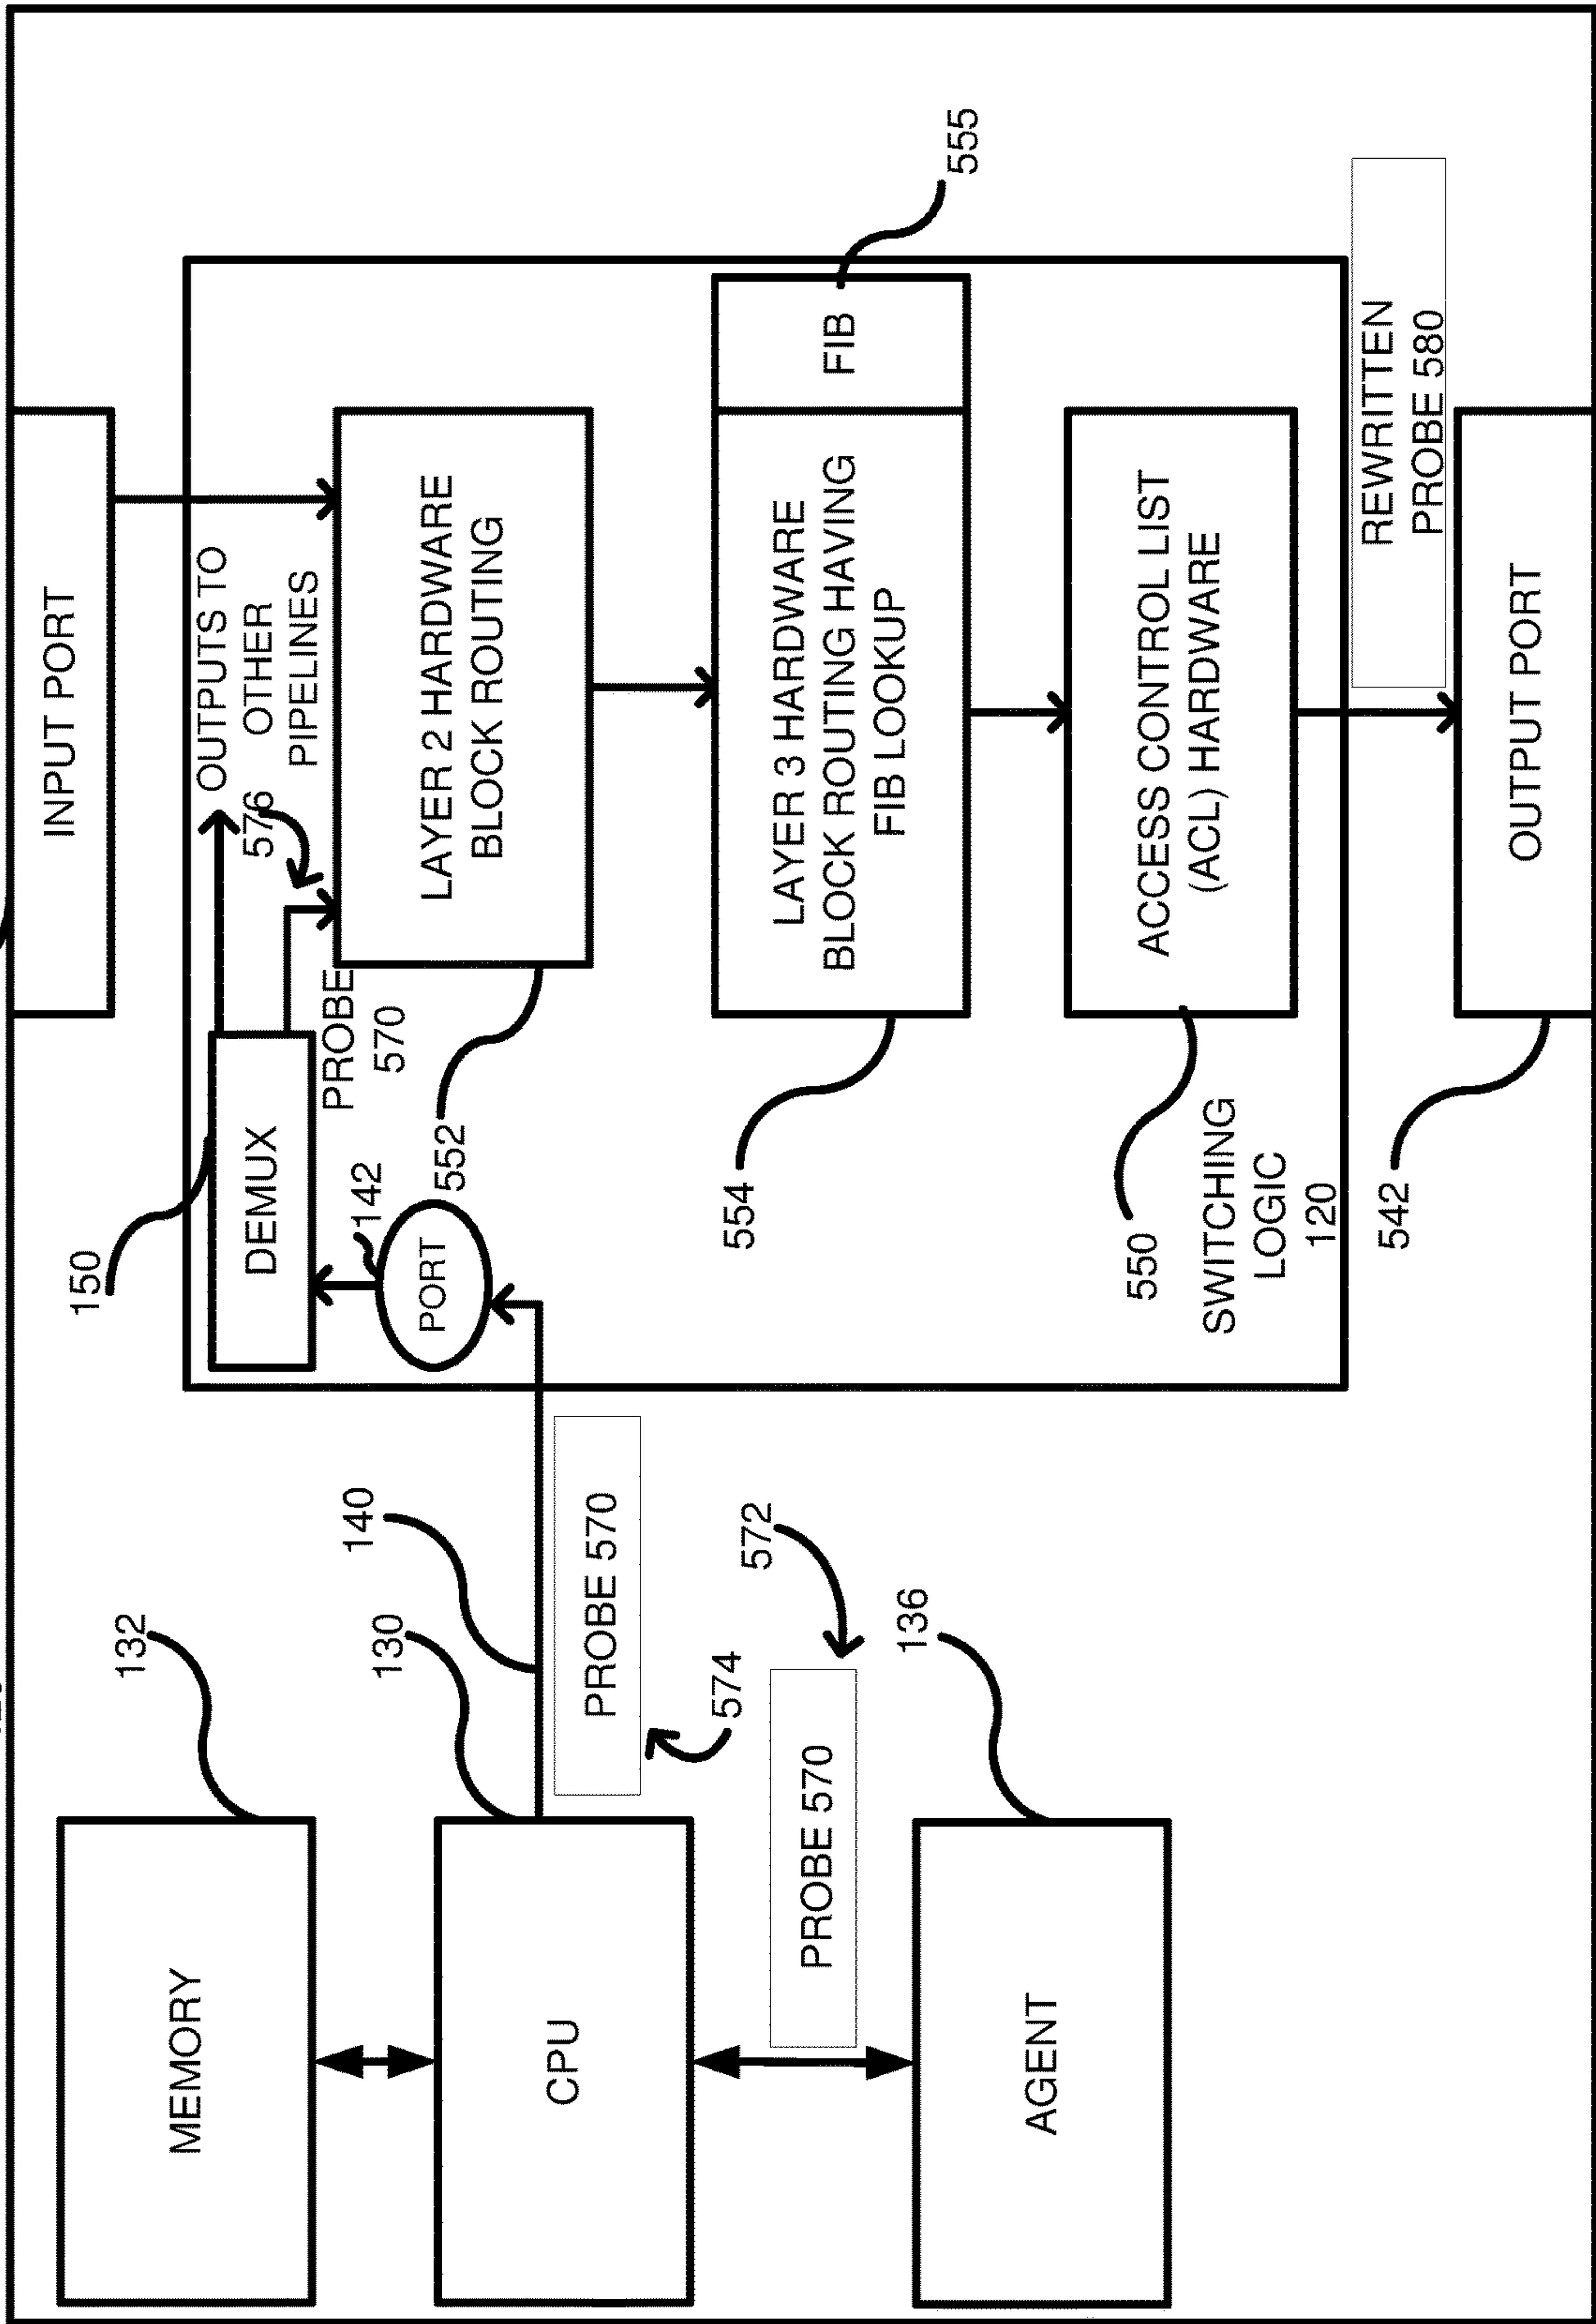 INPUT PORT
OUTPUTS TO
OTHER
PIPELINES
576
150
DEMUX
PROBE
570
142
PORT
LAYER 2 HARDWARE
BLOCK ROUTING
552
LAYER 3 HARDWARE
BLOCK ROUTING HAVING
FIB LOOKUP
FIB
555
554
ACCESS CONTROL LIST
(ACL) HARDWARE
550
SWITCHING
LOGIC
120
REWRITTEN
PROBE 580
OUTPUT PORT
542
132
MEMORY
140
130
PROBE 570
574
CPU
572
PROBE 570
136
AGENT